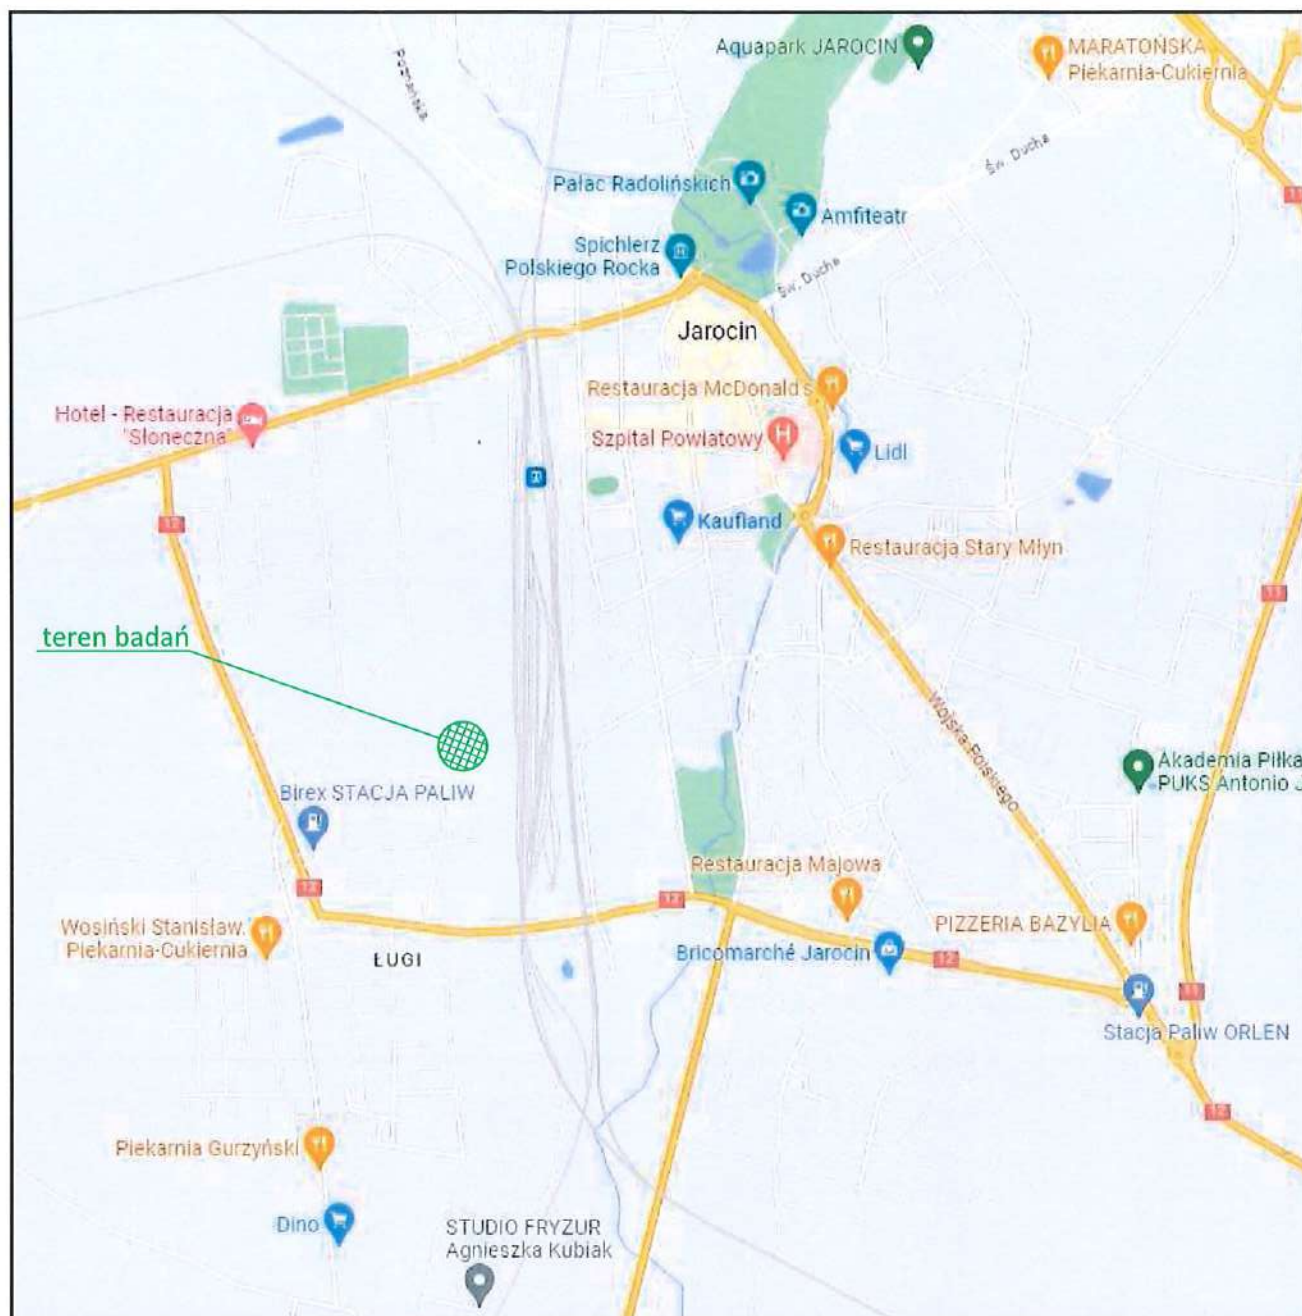 Aquapark JAROCIN
MARATOŃSKA
Piekarnia-Cukiernia
Poznańska
Św. Ducha
Pałac Radolińskich
Amfiteatr
11
Spichlerz
Polskiego Rocka
Św. Ducha
Jarocin
Restauracja McDonald's
Hotel - Restauracja
"Słoneczna"
Szpital Powiatowy
H
Lidl
Kaufland
12
Restauracja Stary Młyn
11
teren badań
Wojska Polskiego
Akademia Piłka
PUKS Antonio J
Birex STACJA PALIW
Restauracja Majowa
12
12
Wosiński Stanisław.
Piekarnia-Cukiernia
PIZZERIA BAZYLIA
ŁUGI
Bricomarché Jarocin
12
11
Stacja Paliw ORLEN
12
Piekarnia Gurzyński
Dino
STUDIO FRYZUR
Agnieszka Kubiak